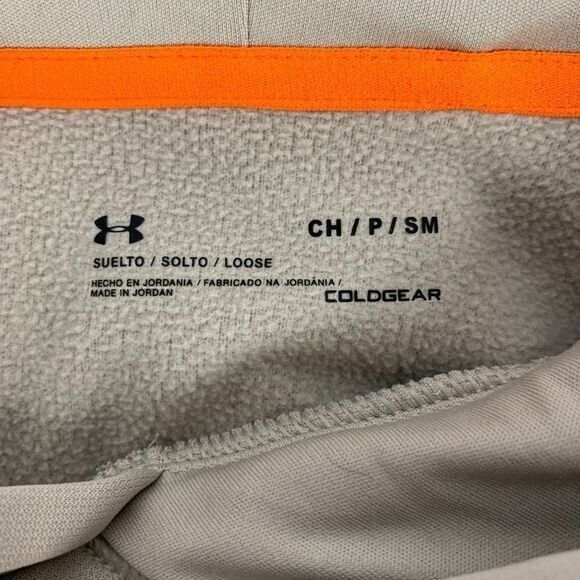 CH / P / SM
SUELTO / SOLTO / LOOSE
HECHO EN JORDANIA / FABRICADO NA JORDÂNIA /
MADE IN JORDAN
COLDGEAR